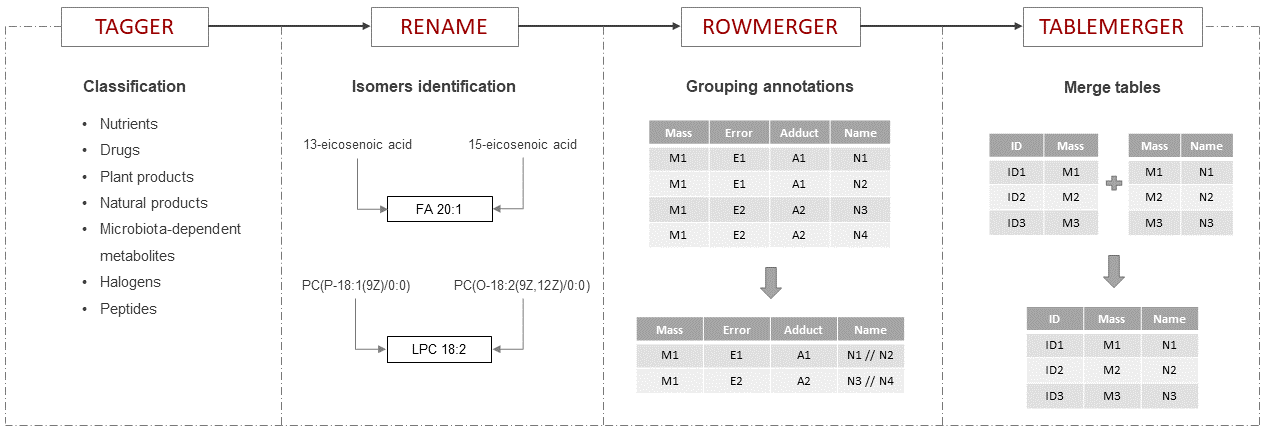 TAGGER
RENAME
ROWMERGER
TABLEMERGER
Classification
• Nutrients
• Drugs
• Plant products
• Natural products
• Microbiota-dependent
metabolites
• Halogens
• Peptides
Isomers identification
13-eicosenoic acid
15-eicosenoic acid
FA 20:1
PC(P-18:1(9Z)/0:0)
PC(O-18:2(9Z,12Z)/0:0)
LPC 18:2
Grouping annotations
Mass Error Adduct Name
M1 E1 A1 N1
M1 E1 A1 N2
M1 E2 A2 N3
M1 E2 A2 N4
Mass Error Adduct Name
M1 E1 A1 N1 // N2
M1 E2 A2 N3 // N4
Merge tables
ID Mass
ID1 M1
ID2 M2
ID3 M3
Mass Name
M1 N1
M2 N2
M3 N3
ID Mass Name
ID1 M1 N1
ID2 M2 N2
ID3 M3 N3